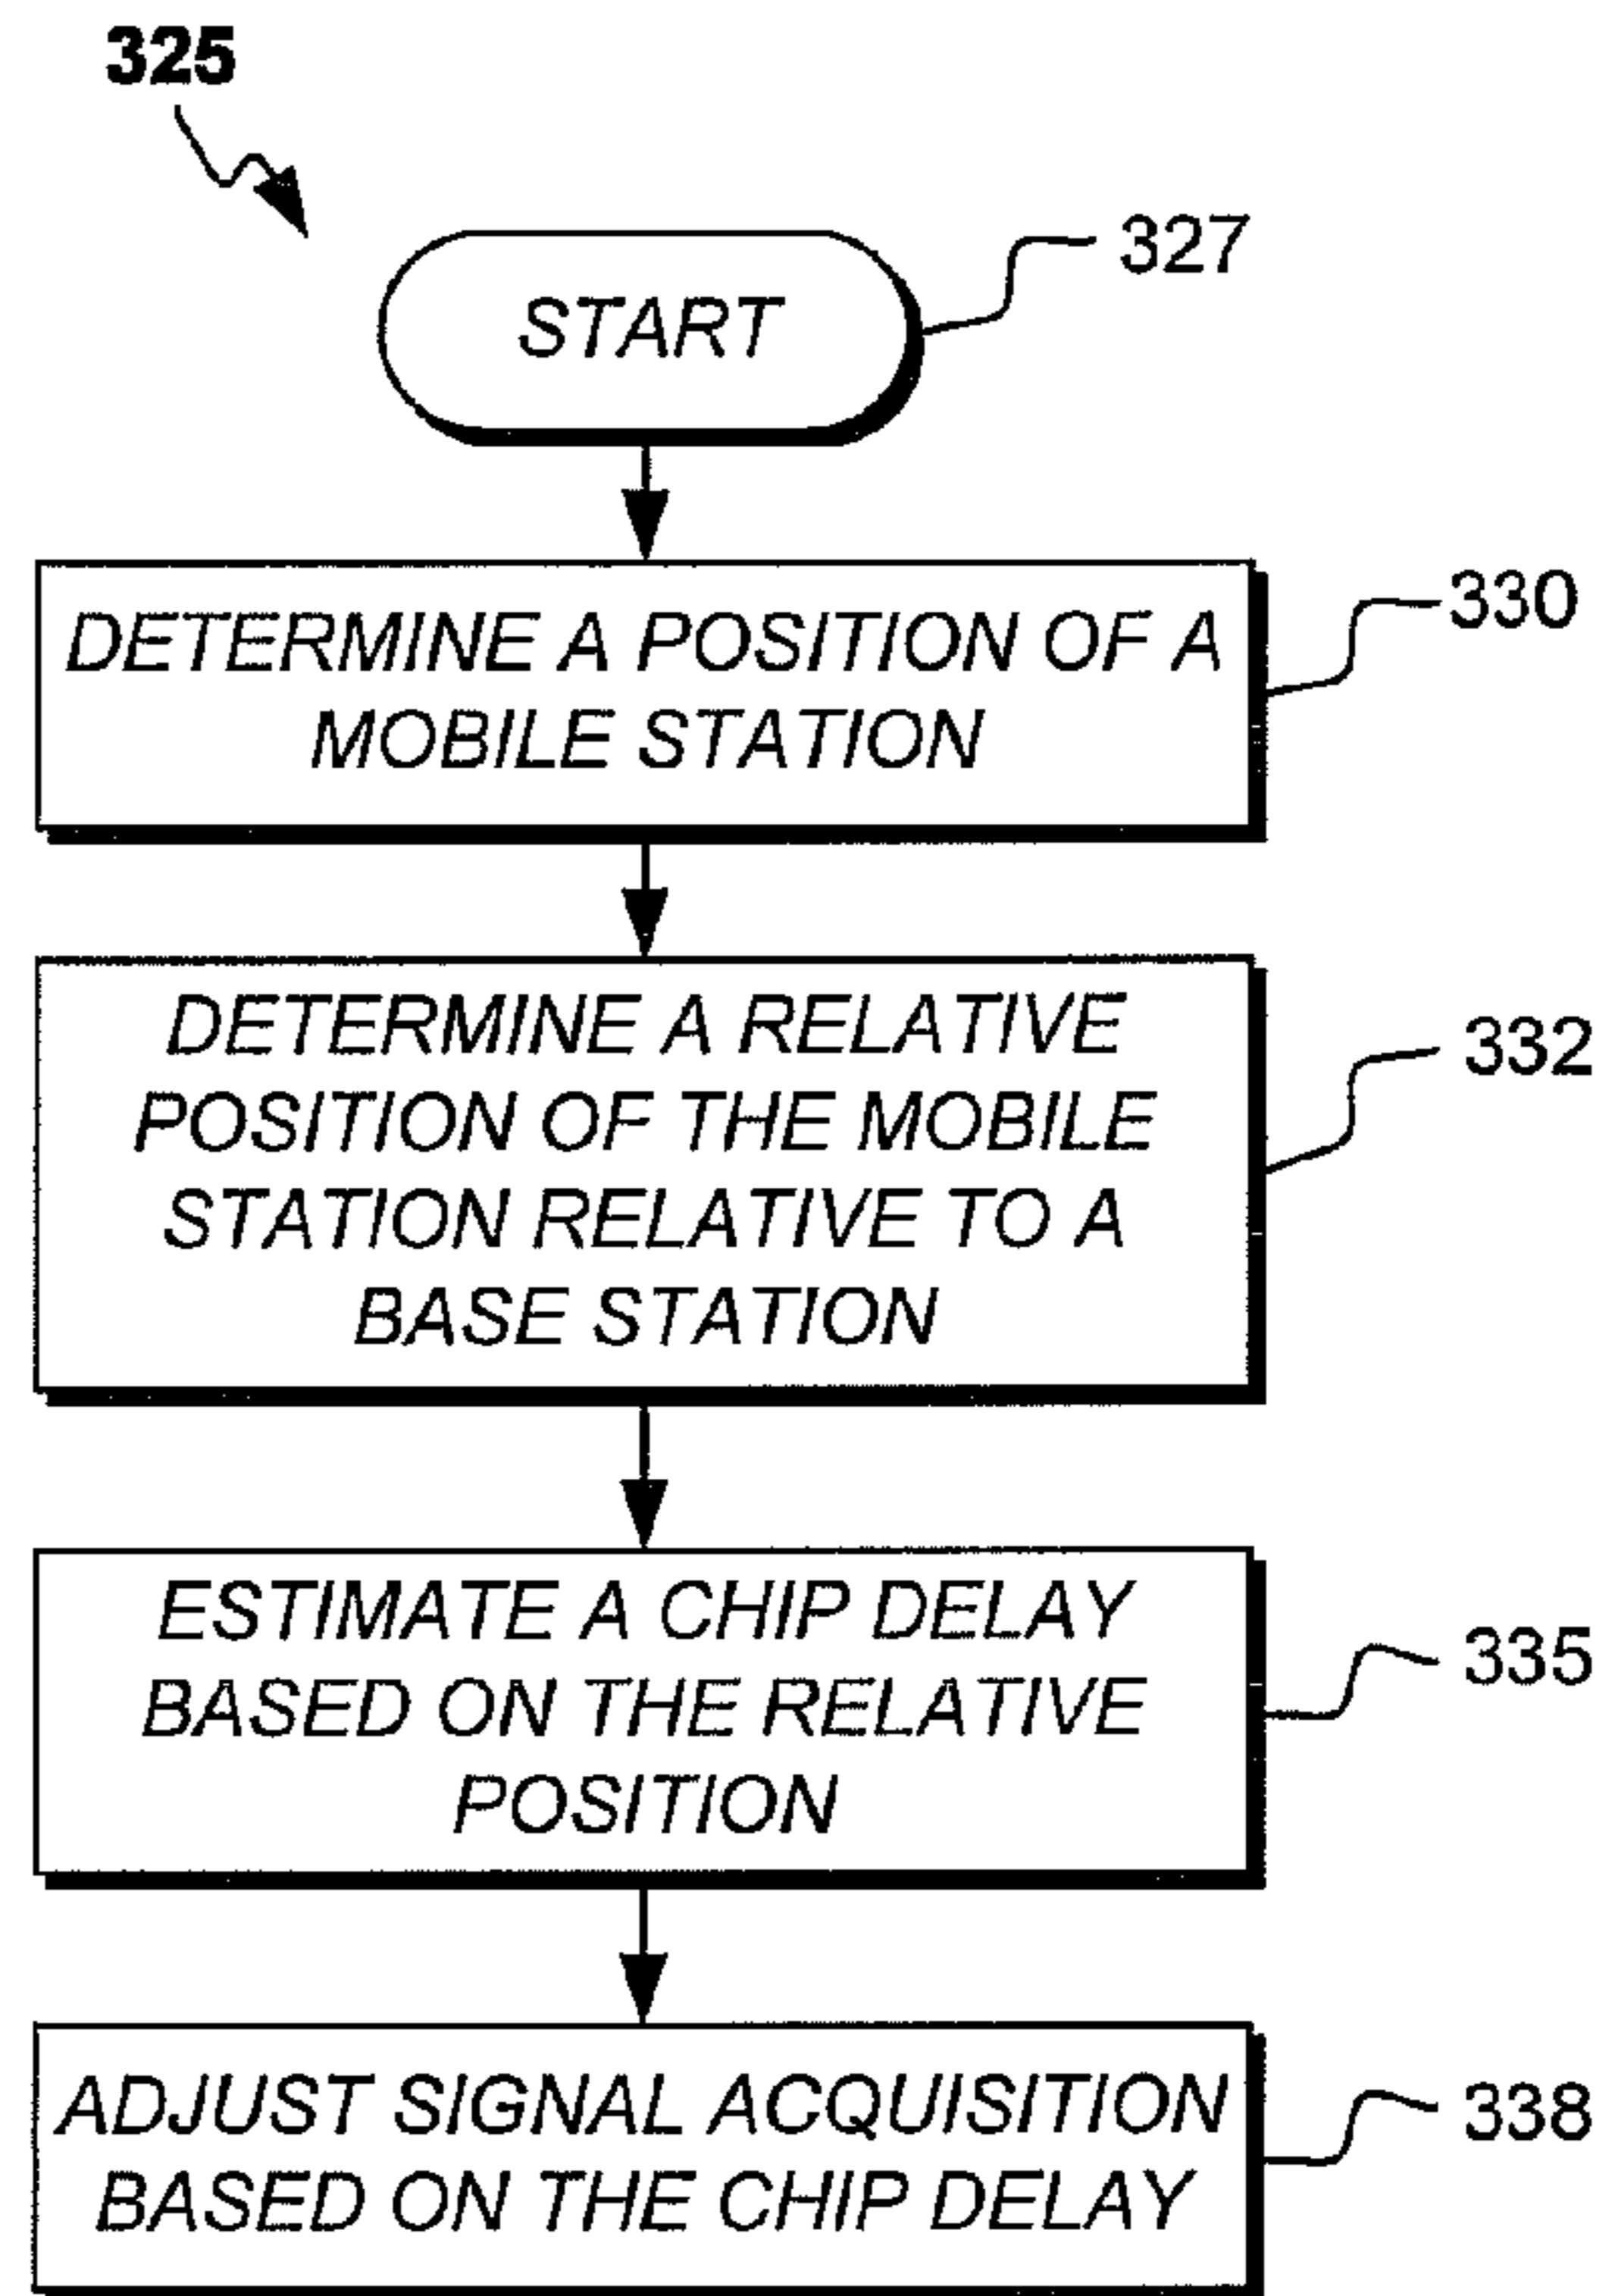 325
327
START
330
DETERMINE A POSITION OF A
MOBILE STATION
DETERMINE A RELATIVE
332
POSITION OF THE MOBILE
STATION RELATIVE TO A
BASE STATION
ESTIMATE A CHIP DELAY
335
BASED ON THE RELATIVE
POSITION
ADJUST SIGNAL ACQUISITION
338
BASED ON THE CHIP DELAY